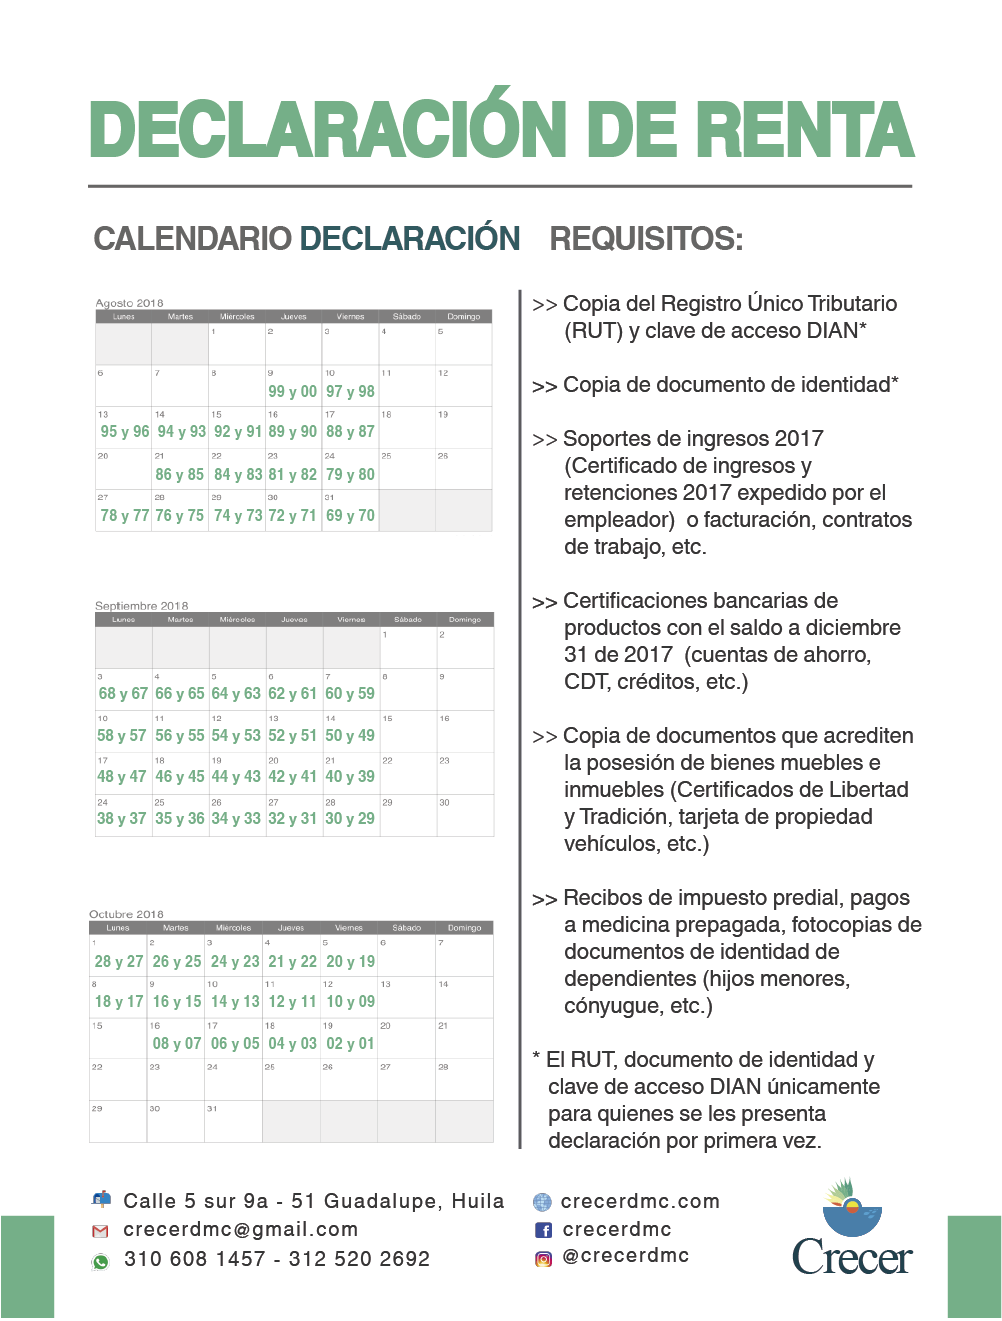 DECLARACIÓN DE RENTA
CALENDARIO DECLARACIÓN
Agosto 2018
Lunes Martes Miercoles Jueves Viernes Sábado Domingo
1 2 3 4 5
6 7 8 9 10 11 12
99 y 00 97 y 98
13 14 15 16 17 18 19
95 y 96 94 y 93 92 y 91 89 y 90 88 y 87
20 21 22 23 24 25 26
86 y 85 84 y 83 81 y 82 79 y 80
27 28 29 30 31
78 y 77 76 y 75 74 y 73 72 y 71 69 y 70
Septiembre 2018
Lunes Martes Miércoles Jueves Viernes Sábado Domingo
1 2
3 4 5 6 7 8 9
68 y 67 66 y 65 64 y 63 62 y 61 60 y 59
10 11 12 13 14 15 16
58 y 57 56 y 55 54 y 53 52 y 51 50 y 49
17 18 19 20 21 22 23
48 y 47 46 y 45 44 y 43 42 y 41 40 y 39
24 25 26 27 28 29 30
38 y 37 35 y 36 34 y 33 32 y 31 30 y 29
Octubre 2018
Lunes Martes Miercoles Jueves Viernes Sábado Domingo
1 2 3 4 5 6 7
28 y 27 26 y 25 24 y 23 21 y 22 20 y 19
8 9 10 11 12 13 14
18 y 17 16 y 15 14 y 13 12 y 11 10 y 09
15 16 17 18 19 20 21
08 y 07 06 y 05 04 y 03 02 y 01
22 23 24 25 26 27 28
29 30 31
REQUISITOS:
>> Copia del Registro Único Tributario
(RUT) y clave de acceso DIAN*
>> Copia de documento de identidad*
>> Soportes de ingresos 2017
(Certificado de ingresos y
retenciones 2017 expedido por el
empleador)  o facturación, contratos
de trabajo, etc.
>> Certificaciones bancarias de
productos con el saldo a diciembre
31 de 2017  (cuentas de ahorro,
CDT, créditos, etc.)
>> Copia de documentos que acrediten
la posesión de bienes muebles e
inmuebles (Certificados de Libertad
y Tradición, tarjeta de propiedad
vehículos, etc.)
>> Recibos de impuesto predial, pagos
a medicina prepagada, fotocopias de
documentos de identidad de
dependientes (hijos menores,
cónyugue, etc.)
* El RUT, documento de identidad y
clave de acceso DIAN únicamente
para quienes se les presenta
declaración por primera vez.
Calle 5 sur 9a - 51 Guadalupe, Huila
crecerdmc@gmail.com
310 608 1457 - 312 520 2692
crecerdmc.com
crecerdmc
@crecerdmc
Crecer